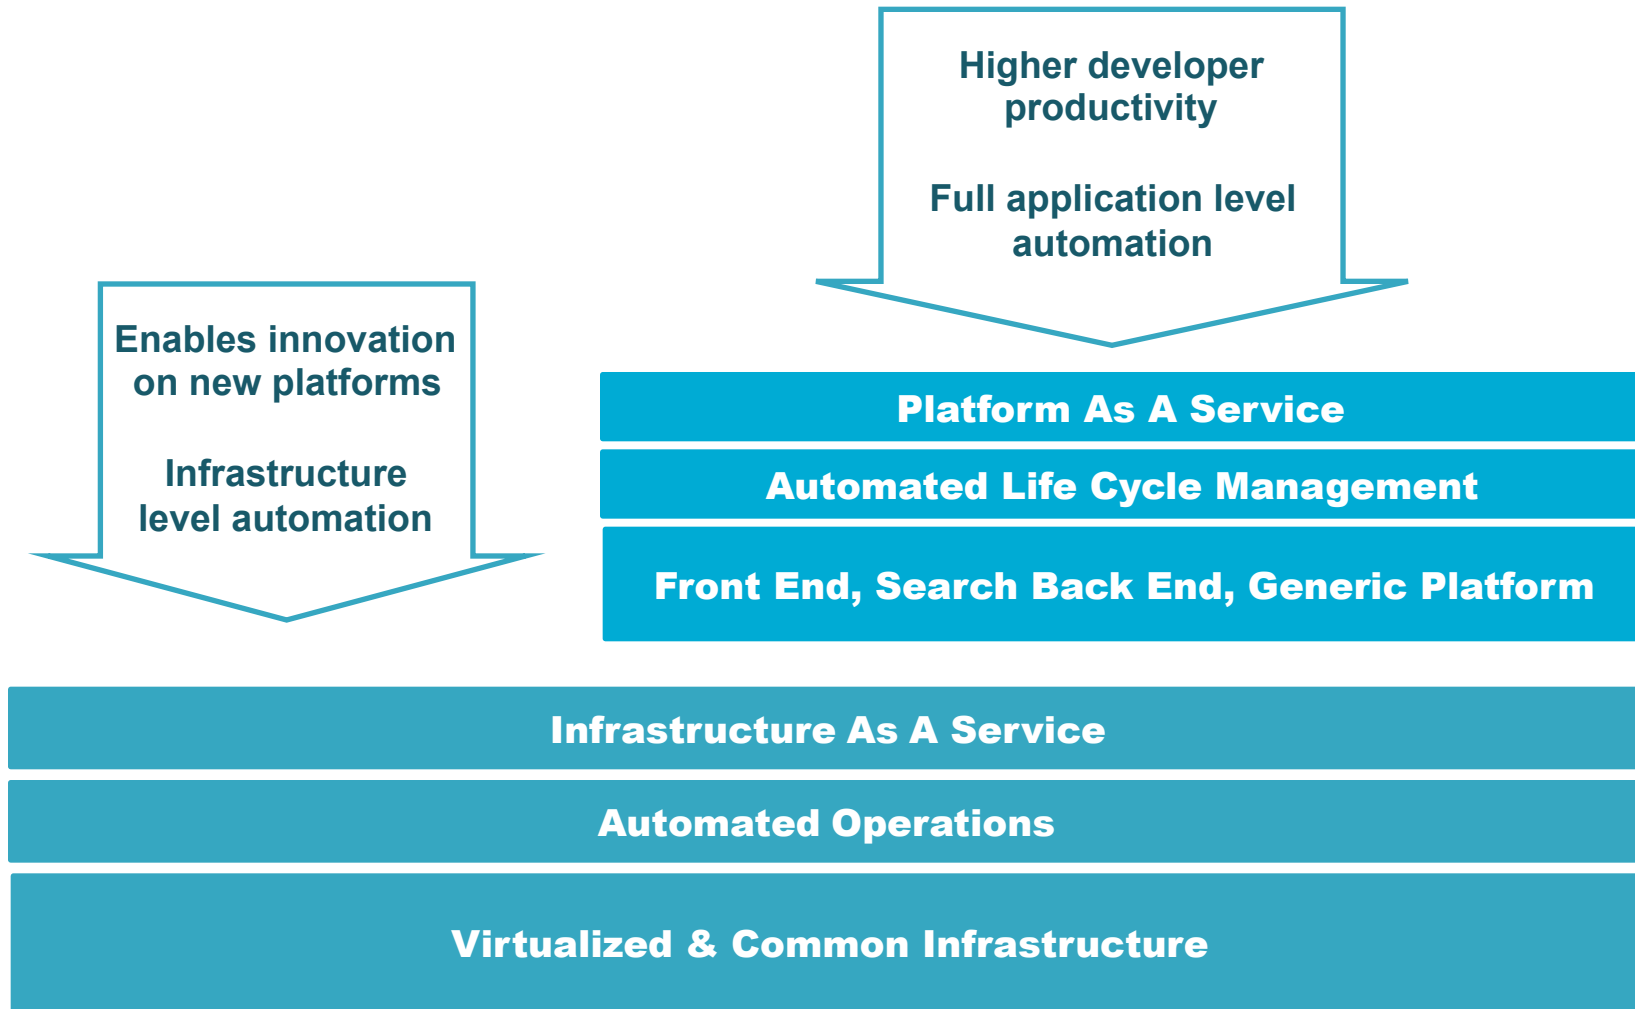 Higher developer
productivity
Full application level
automation
Enables innovation
on new platforms
Infrastructure
level automation
Platform As A Service
Automated Life Cycle Management
Front End, Search Back End, Generic Platform
Infrastructure As A Service
Automated Operations
Virtualized & Common Infrastructure